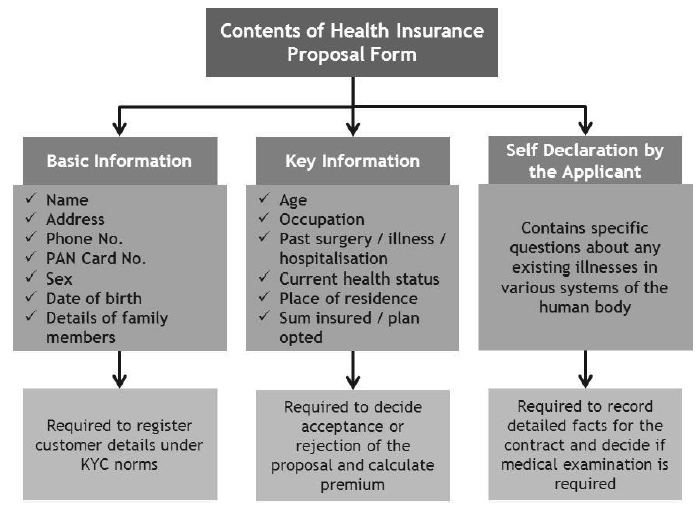 Contents of Health Insurance
Proposal Form
Basic Information
✓ Name
✓ Address
✓ Phone No.
✓ PAN Card No.
✓ Sex
✓ Date of birth
✓ Details of family
members
Required to register
customer details under
KYC norms
Key Information
✓ Age
✓ Occupation
✓ Past surgery / illness /
hospitalisation
✓ Current health status
✓ Place of residence
✓ Sum insured / plan
opted
Required to decide
acceptance or
rejection of the
proposal and calculate
premium
Self Declaration by
the Applicant
Contains specific
questions about any
existing illnesses in
various systems of the
human body
Required to record
detailed facts for the
contract and decide if
medical examination is
required